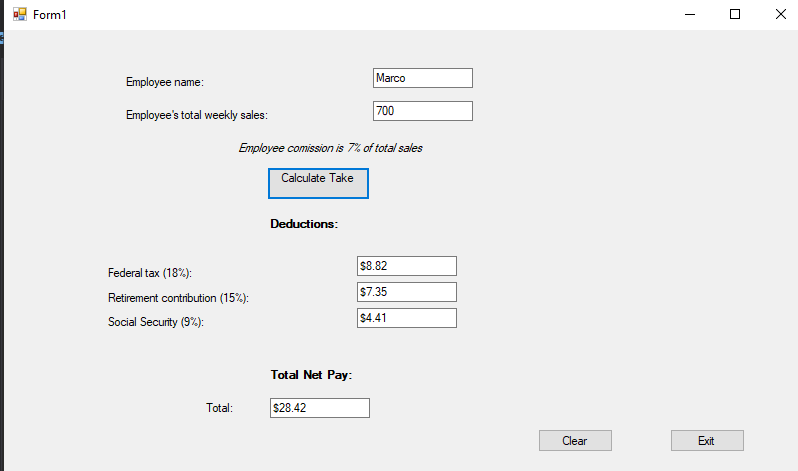 Form1
Employee name: Marco
Employee's total weekly sales: 700
Employee comission is 7% of total sales
Calculate Take
Deductions:
Federal tax (18%): $8.82
Retirement contribution (15%): $7.35
Social Security (9%): $4.41
Total Net Pay:
Total: $28.42
Clear Exit